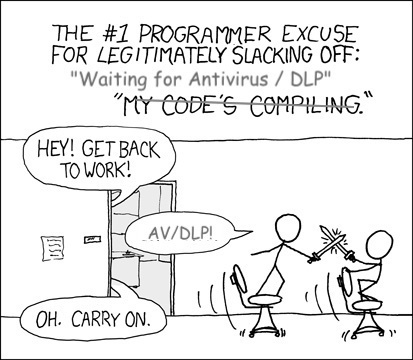 THE #1 PROGRAMMER EXCUSE
FOR LEGITIMATELY SLACKING OFF:
"Waiting for Antivirus / DLP"
"MY CODE'S COMPILING."
HEY! GET BACK
TO WORK!
AV/DLP!
OH. CARRY ON.